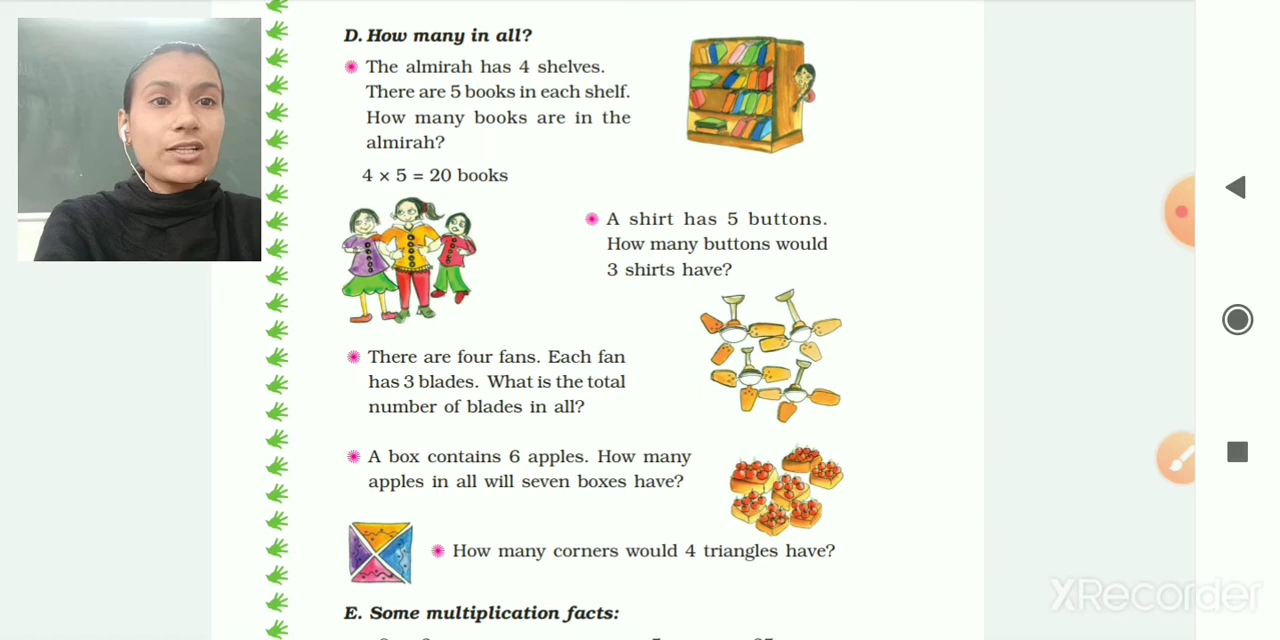 D. How many in all?
The almirah has 4 shelves.
There are 5 books in each shelf.
How many books are in the
almirah?
4 × 5 = 20 books
A shirt has 5 buttons.
How many buttons would
3 shirts have?
There are four fans. Each fan
has 3 blades. What is the total
number of blades in all?
A box contains 6 apples. How many
apples in all will seven boxes have?
How many corners would 4 triangles have?
E. Some multiplication facts:
XRecorder